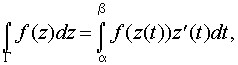 ∫_Γ f(z)dz = ∫_α^β f(z(t))z′(t)dt,